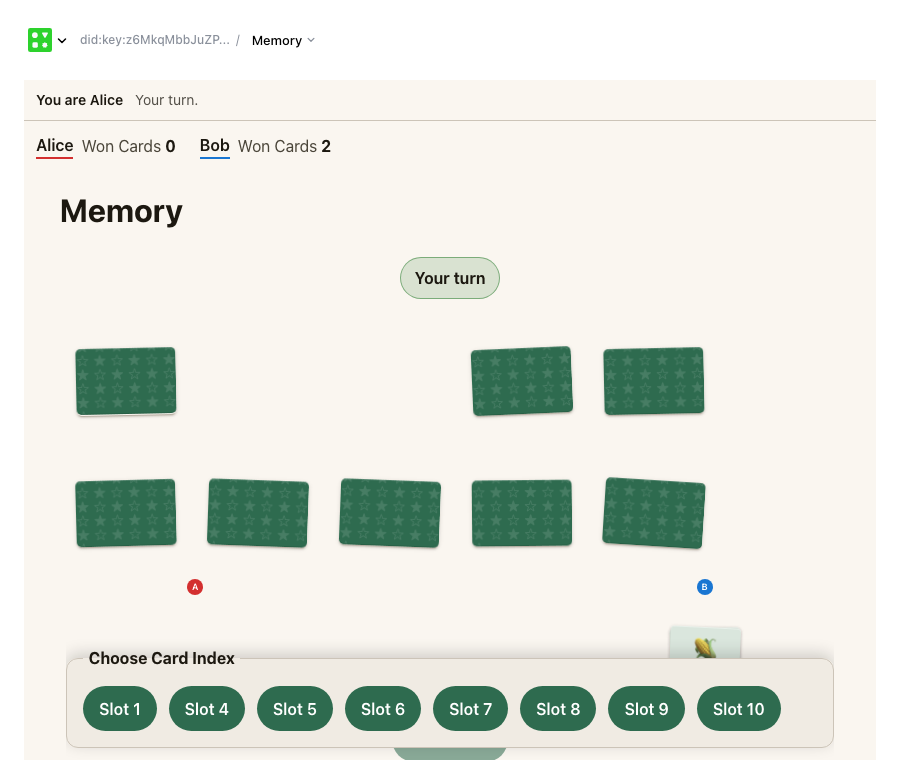 did:key:z6MkqMbbJuZP... / Memory
You are Alice Your turn.
Alice Won Cards 0 Bob Won Cards 2
Memory
Your turn
A B
Choose Card Index
Slot 1 Slot 4 Slot 5 Slot 6 Slot 7 Slot 8 Slot 9 Slot 10